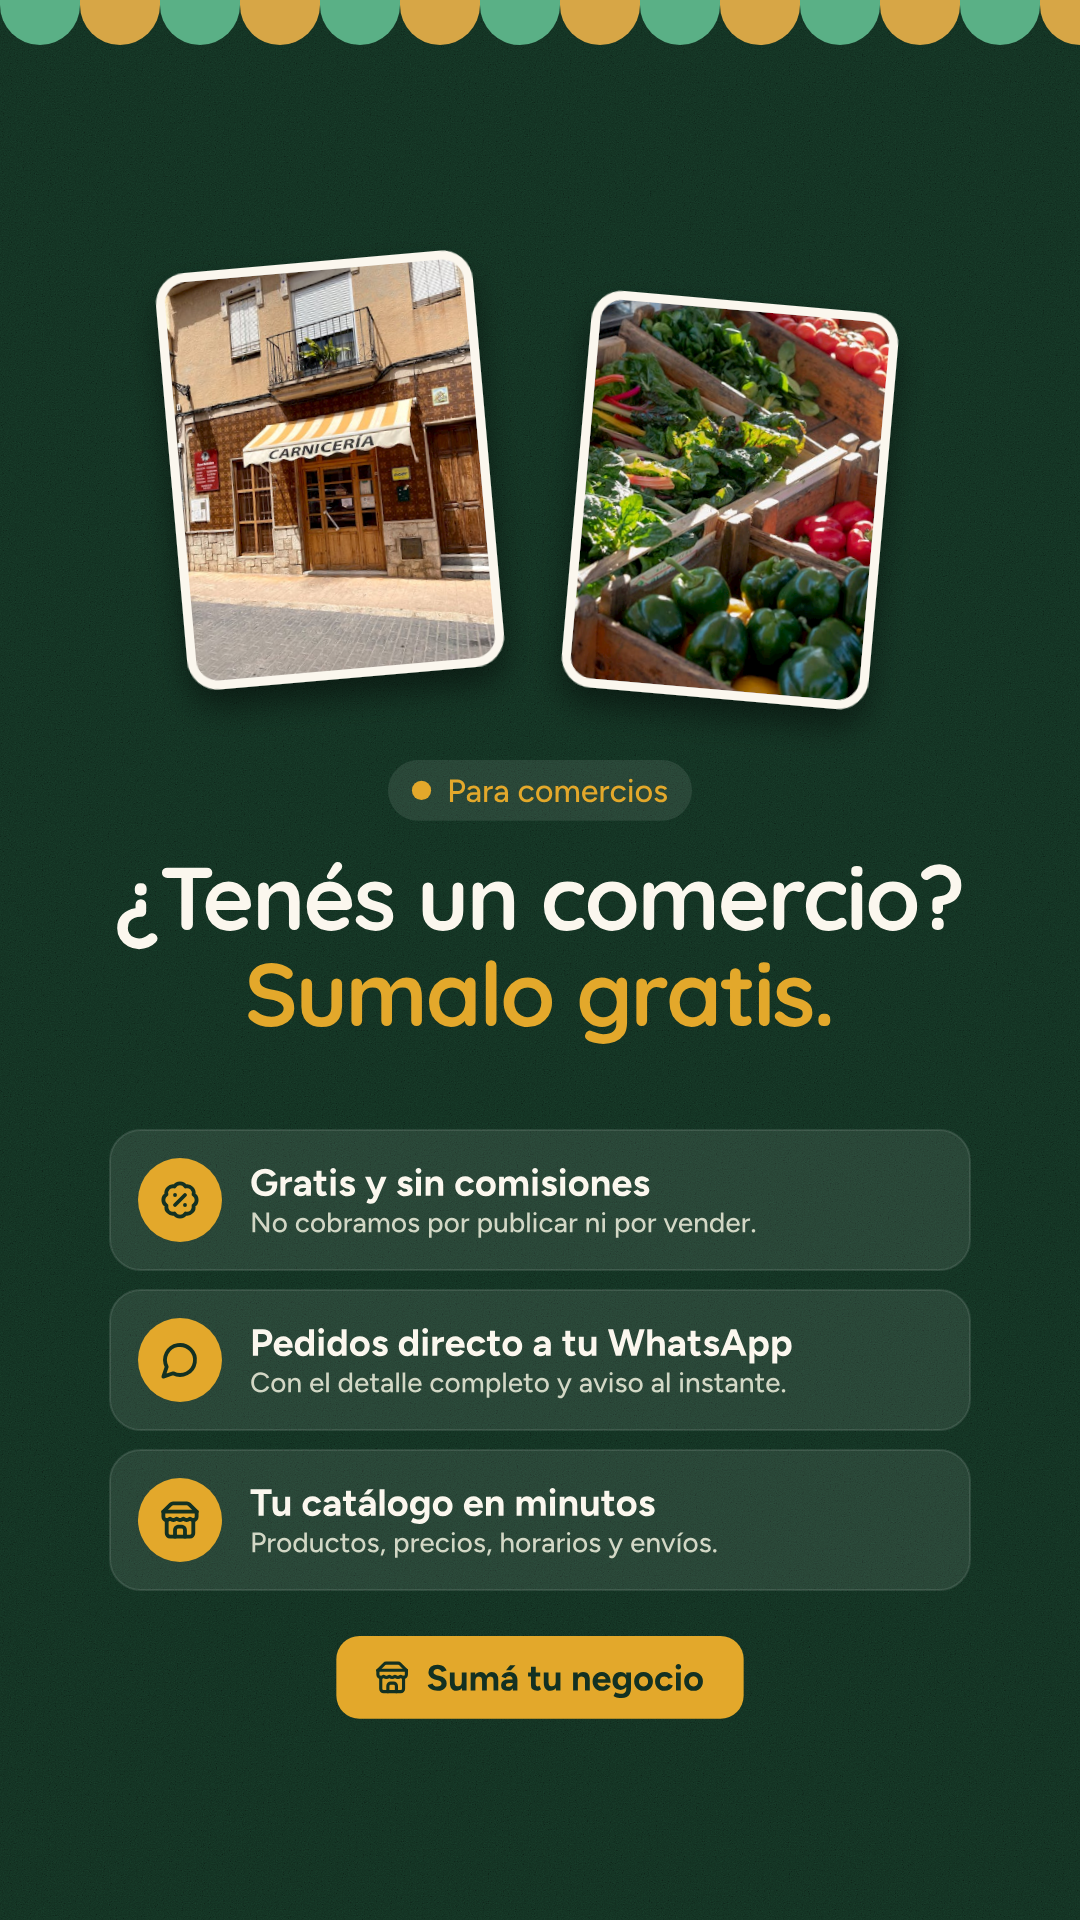 CARNICERÍA
Para comercios
¿Tenés un comercio?
Sumalo gratis.
Gratis y sin comisiones
No cobramos por publicar ni por vender.
Pedidos directo a tu WhatsApp
Con el detalle completo y aviso al instante.
Tu catálogo en minutos
Productos, precios, horarios y envíos.
Sumá tu negocio